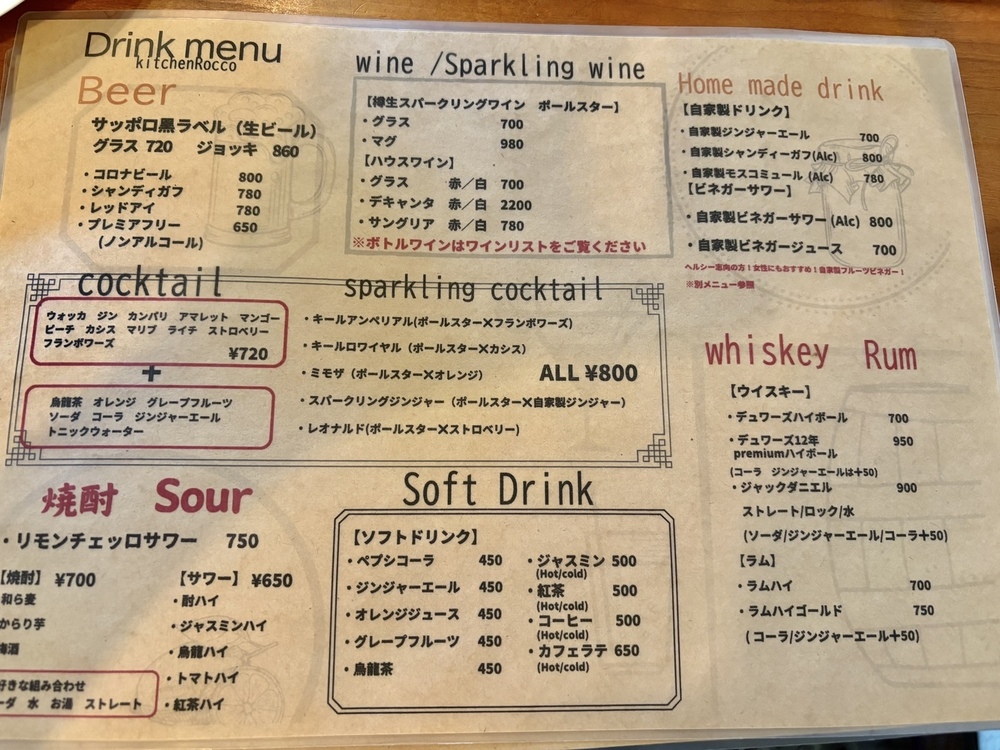 Drink menu
kitchenRocco
Beer
サッポロ黒ラベル（生ビール）
グラス 720 ジョッキ 860
・コロナビール 800
・シャンディガフ 780
・レッドアイ 780
・プレミアフリー 650
(ノンアルコール)
wine /Sparkling wine
【樽生スパークリングワイン ポールスター】
・グラス 700
・マグ 980
【ハウスワイン】
・グラス 赤／白 700
・デキャンタ 赤／白 2200
・サングリア 赤／白 780
※ボトルワインはワインリストをご覧ください
Home made drink
【自家製ドリンク】
・自家製ジンジャーエール 700
・自家製シャンディーガフ(Alc) 800
・自家製モスコミュール (Alc) 780
【ビネガーサワー】
・自家製ビネガーサワー (Alc) 800
・自家製ビネガージュース 700
ヘルシー志向の方！女性にもおすすめ！自家製フルーツビネガー！
※別メニュー参照
cocktail
ウォッカ ジン カンパリ アマレット マンゴー
ピーチ カシス マリブ ライチ ストロベリー
フランボワーズ
¥720
+
烏龍茶 オレンジ グレープフルーツ
ソーダ コーラ ジンジャーエール
トニックウォーター
sparkling cocktail
・キールアンペリアル(ポールスター×フランボワーズ)
・キールロワイヤル（ポールスター×カシス）
・ミモザ（ポールスター×オレンジ） ALL ¥800
・スパークリングジンジャー（ポールスター×自家製ジンジャー）
・レオナルド(ポールスター×ストロベリー)
whiskey Rum
【ウイスキー】
・デュワーズハイボール 700
・デュワーズ12年 950
premiumハイボール
(コーラ ジンジャーエールは+50)
・ジャックダニエル 900
ストレート/ロック/水
(ソーダ/ジンジャーエール/コーラ+50)
【ラム】
・ラムハイ 700
・ラムハイゴールド 750
( コーラ/ジンジャーエール+50)
焼酎 Sour
・リモンチェッロサワー 750
【焼酎】 ¥700
和ら麦
からり芋
梅酒
好きな組み合わせ
ーダ 水 お湯 ストレート
【サワー】 ¥650
・酎ハイ
・ジャスミンハイ
・烏龍ハイ
・トマトハイ
・紅茶ハイ
Soft Drink
【ソフトドリンク】
・ペプシコーラ 450
・ジンジャーエール 450
・オレンジジュース 450
・グレープフルーツ 450
・烏龍茶 450
・ジャスミン 500
(Hot/cold)
・紅茶 500
(Hot/cold)
・コーヒー 500
(Hot/cold)
・カフェラテ 650
(Hot/cold)